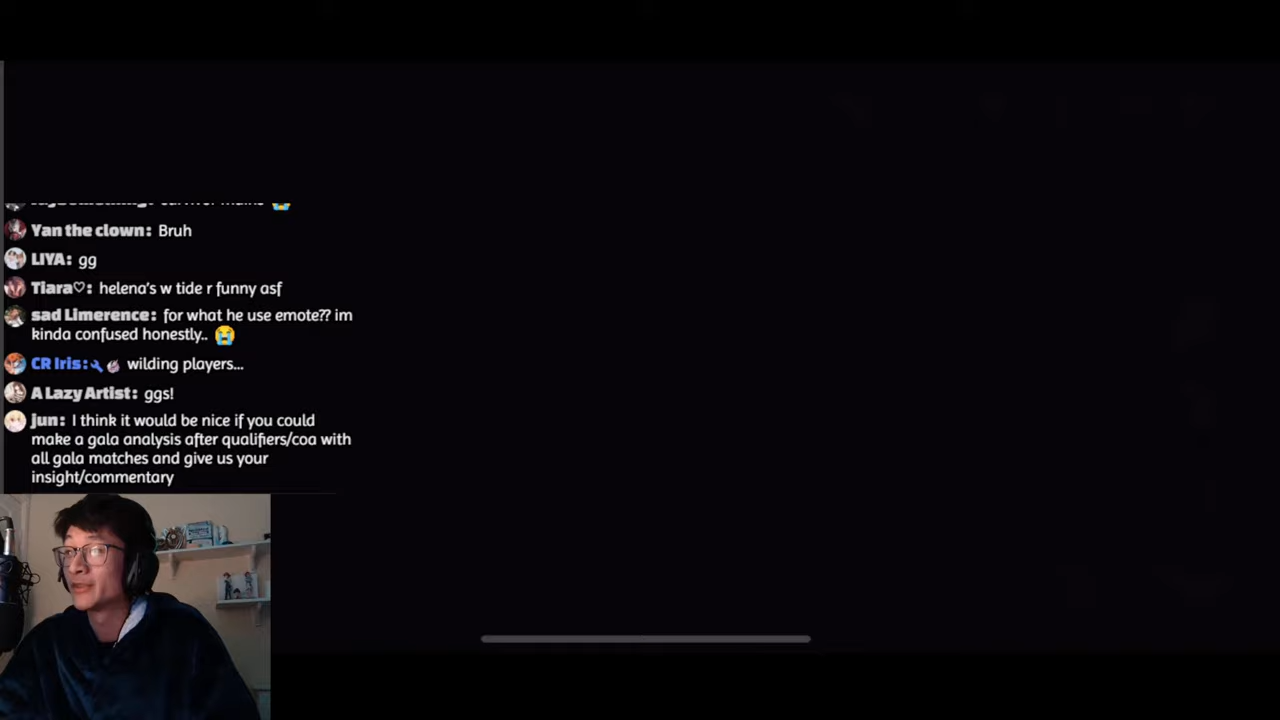 Yan the clown: Bruh
LIYA: gg
Tiara♡: helena's w tide r funny asf
sad Limerence: for what he use emote?? im
kinda confused honestly.. 😭
CR Iris: wilding players...
A Lazy Artist: ggs!
jun: I think it would be nice if you could
make a gala analysis after qualifiers/coa with
all gala matches and give us your
insight/commentary